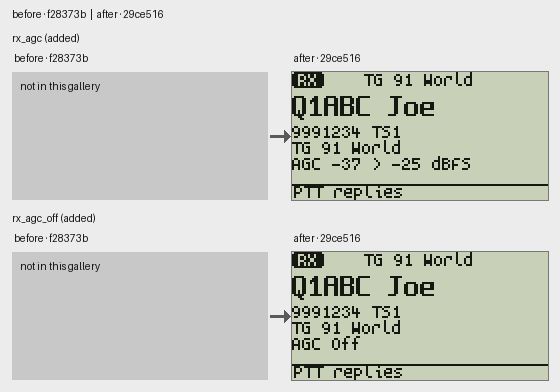 before · f28373b | after · 29ce516
rx_agc (added)
before · f28373b
after · 29ce516
not in this gallery
RX TG 91 World
Q1ABC Joe
9991234 TS1
TG 91 World
AGC -37 > -25 dBFS
PTT replies
rx_agc_off (added)
before · f28373b
after · 29ce516
not in this gallery
RX TG 91 World
Q1ABC Joe
9991234 TS1
TG 91 World
AGC Off
PTT replies